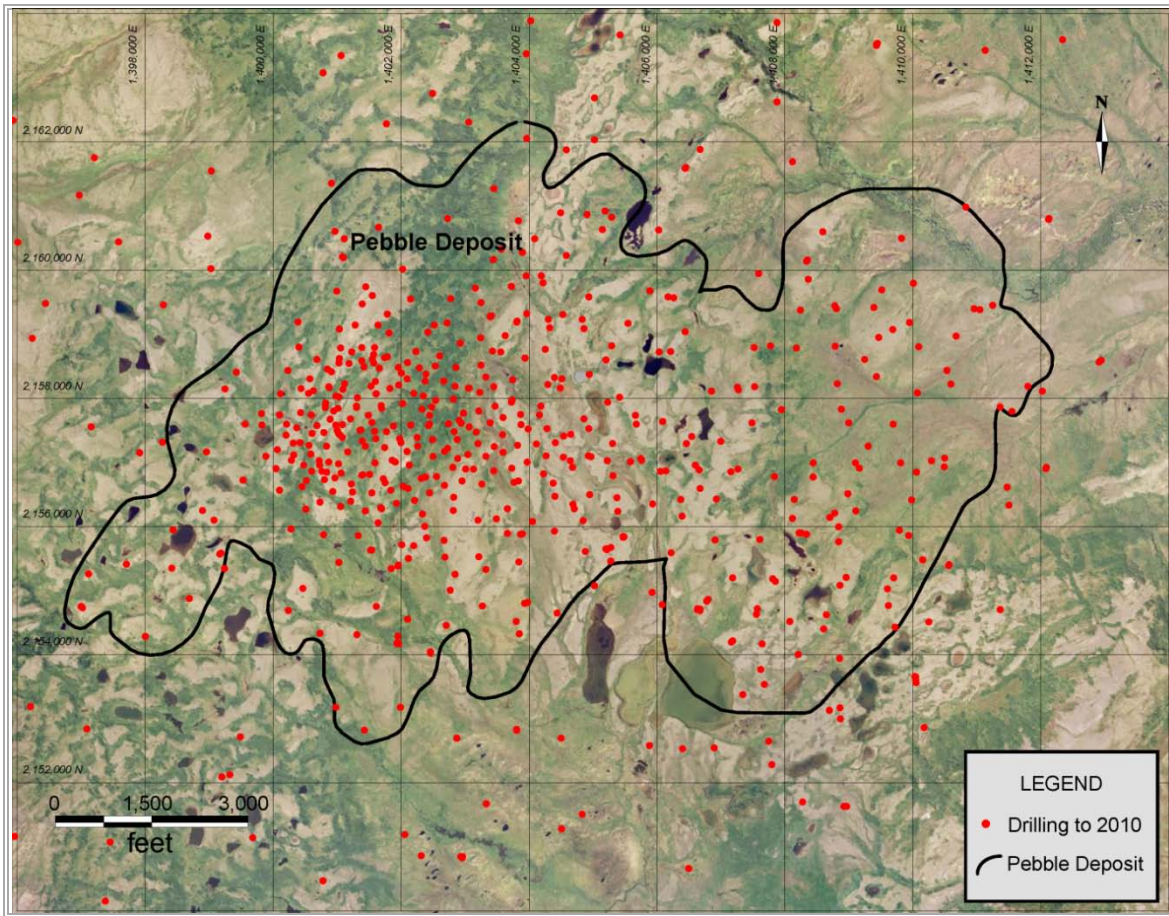 1,398,000 E
1,400,000 E
1,402,000 E
1,404,000 E
1,406,000 E
1,408,000 E
1,410,000 E
1,412,000 E
N
2,162,000 N
Pebble Deposit
2,160,000 N
2,158,000 N
2,156,000 N
2,154,000 N
2,152,000 N
0 1,500 3,000
feet
LEGEND
Drilling to 2010
Pebble Deposit